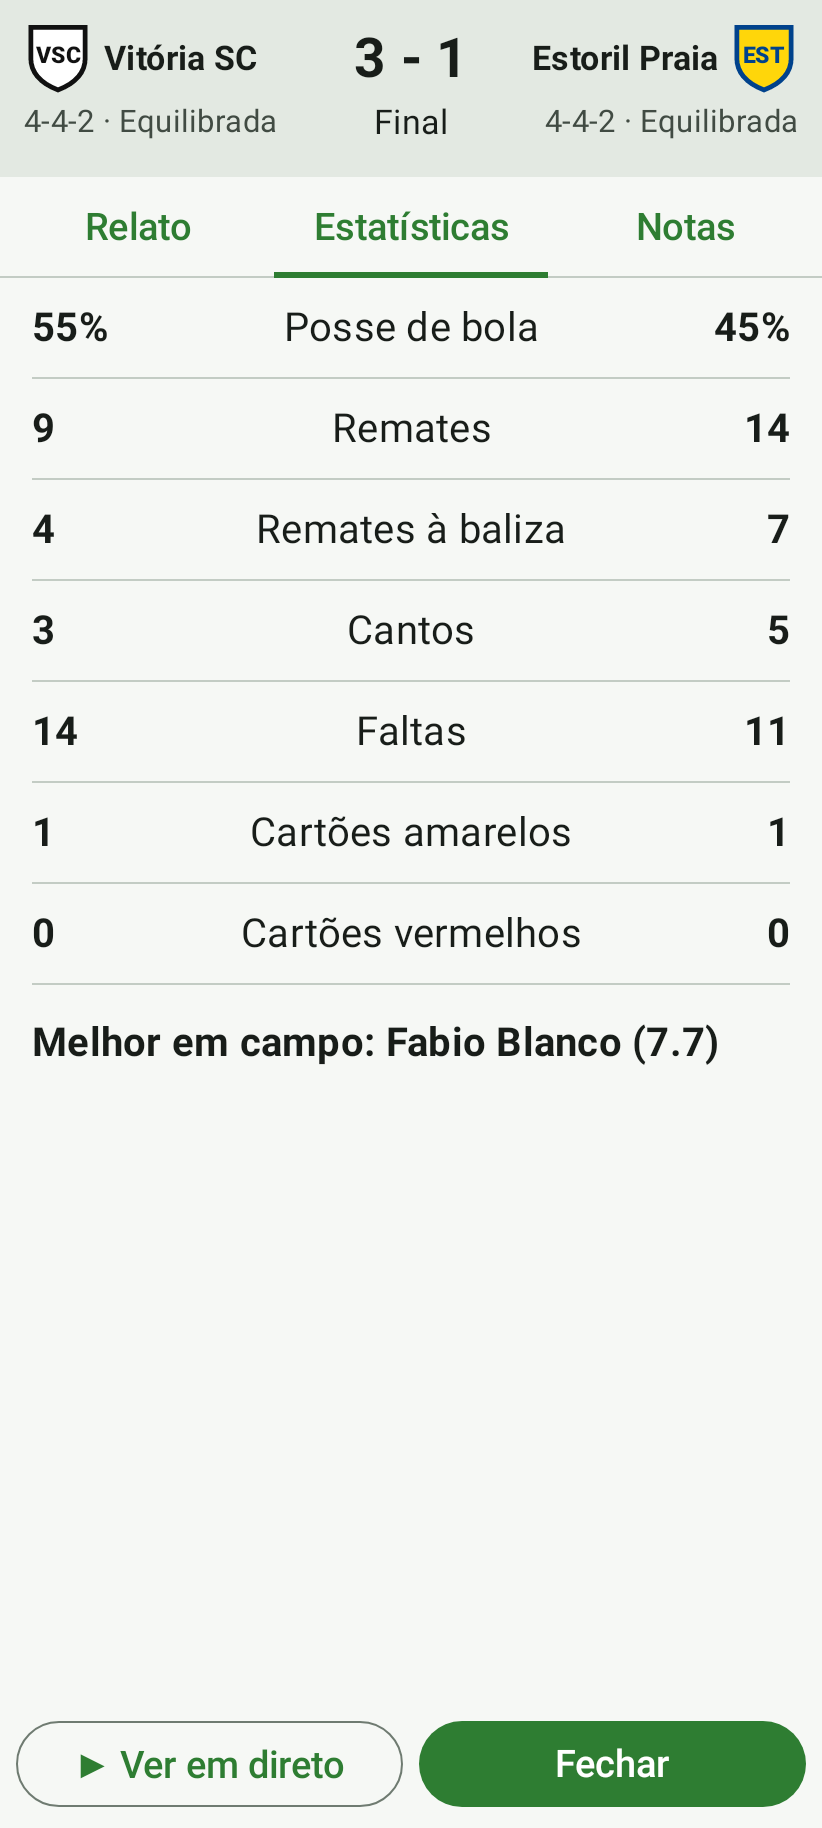 VSC Vitória SC 3 - 1 Estoril Praia EST
4-4-2 · Equilibrada Final 4-4-2 · Equilibrada
Relato Estatísticas Notas
55% Posse de bola 45%
9 Remates 14
4 Remates à baliza 7
3 Cantos 5
14 Faltas 11
1 Cartões amarelos 1
0 Cartões vermelhos 0
Melhor em campo: Fabio Blanco (7.7)
► Ver em direto Fechar